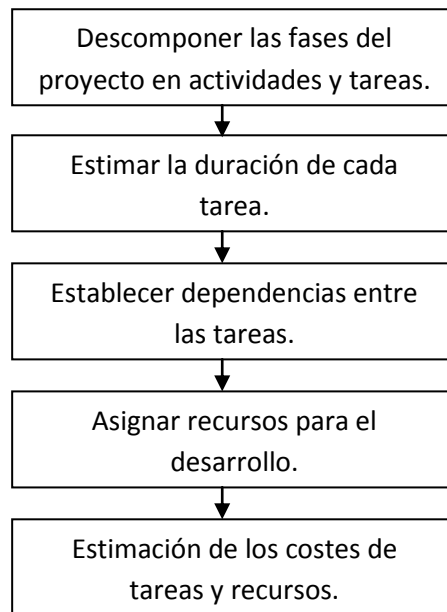 Descomponer las fases del
proyecto en actividades y tareas.
Estimar la duración de cada
tarea.
Establecer dependencias entre
las tareas.
Asignar recursos para el
desarrollo.
Estimación de los costes de
tareas y recursos.